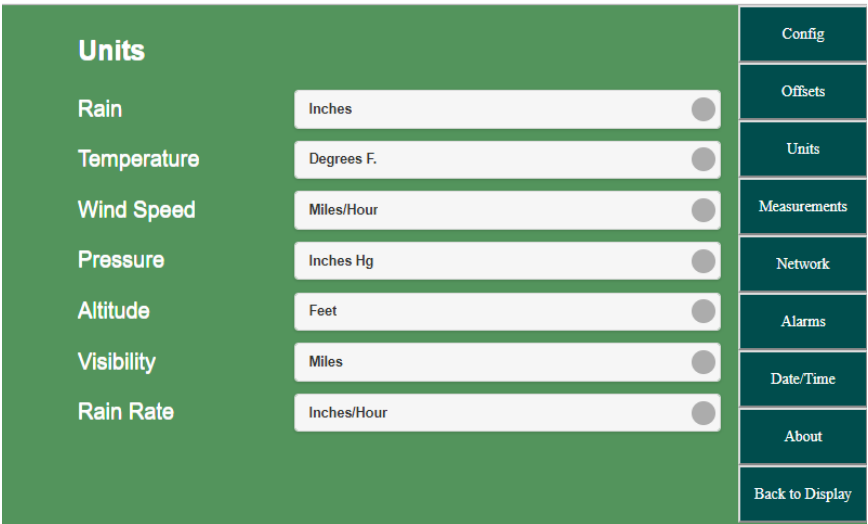 Units
Rain Inches
Temperature Degrees F.
Wind Speed Miles/Hour
Pressure Inches Hg
Altitude Feet
Visibility Miles
Rain Rate Inches/Hour
Config
Offsets
Units
Measurements
Network
Alarms
Date/Time
About
Back to Display